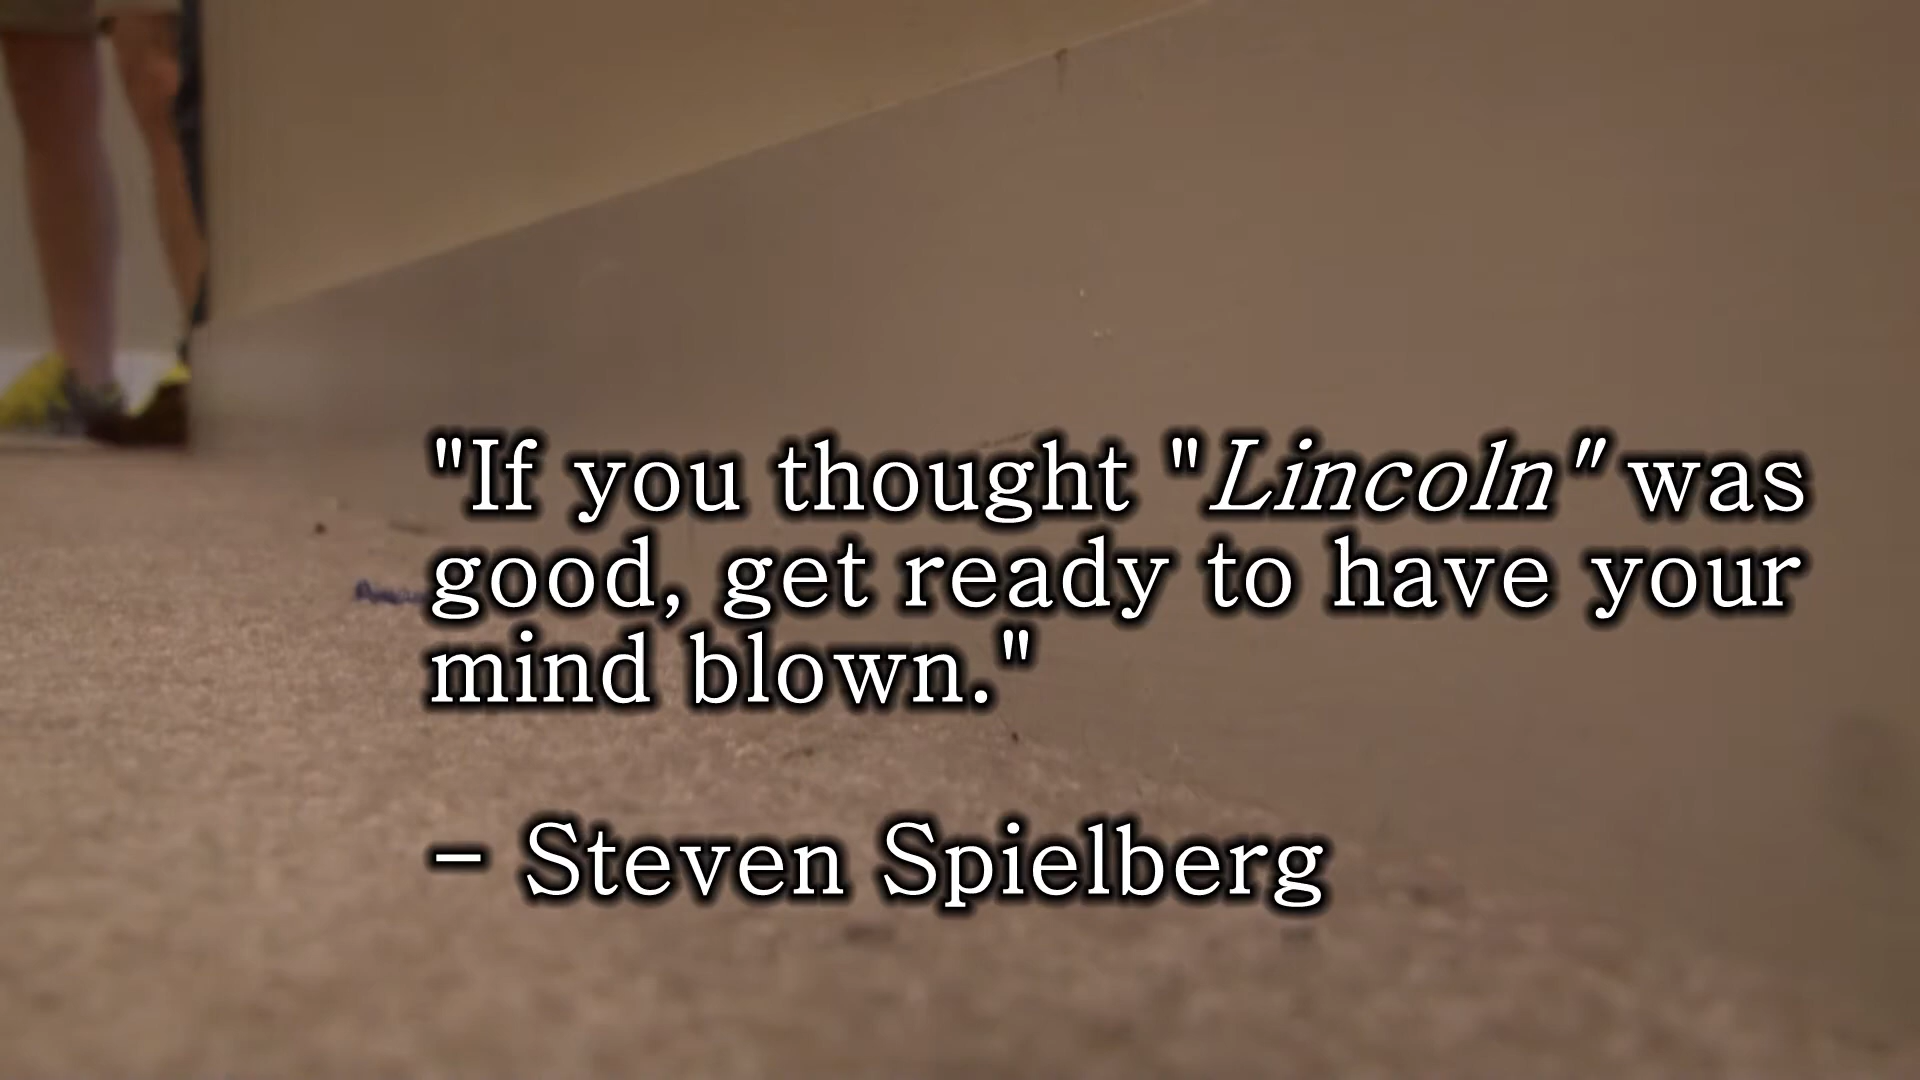 "If you thought "Lincoln" was
good, get ready to have your
mind blown."
- Steven Spielberg